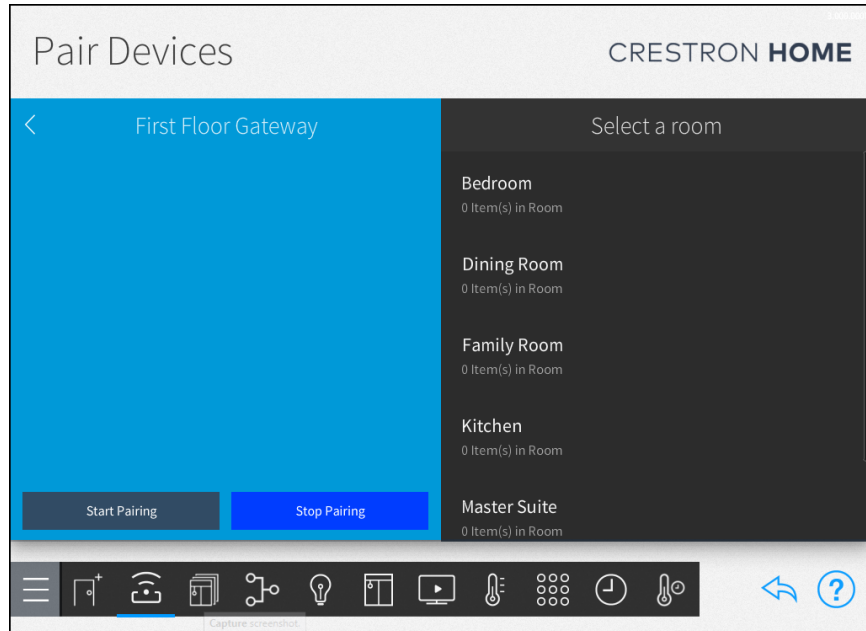 Pair Devices
CRESTRON HOME
First Floor Gateway
Select a room
Bedroom
0 Item(s) in Room
Dining Room
0 Item(s) in Room
Family Room
0 Item(s) in Room
Kitchen
0 Item(s) in Room
Master Suite
0 Item(s) in Room
Start Pairing
Stop Pairing
?
Capture screenshot.